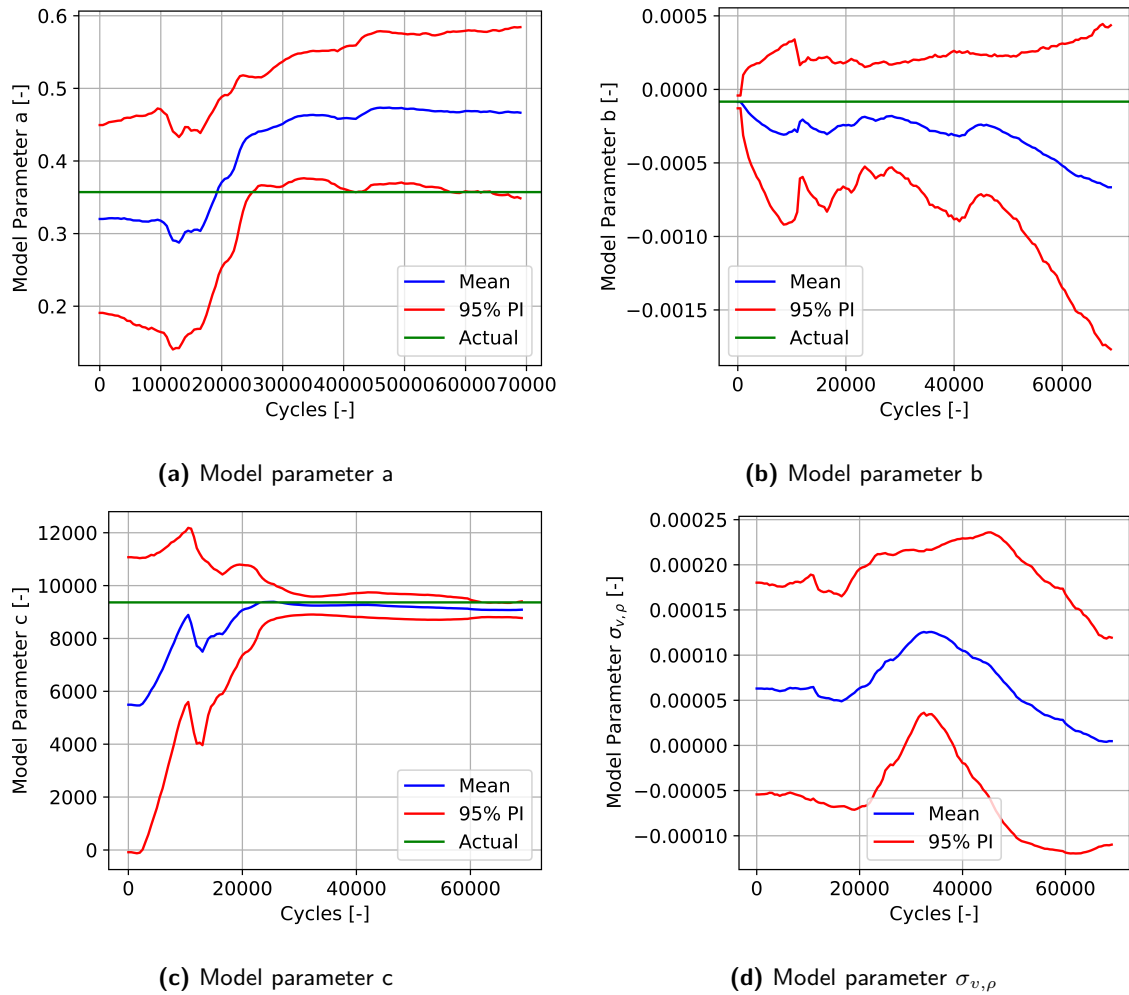 0.6
0.5
0.4
0.3
0.2
Model Parameter a [-]
Mean
95% PI
Actual
0 10000 20000 30000 40000 50000 60000 70000
Cycles [-]
(a) Model parameter a
0.0005
0.0000
−0.0005
−0.0010
−0.0015
Model Parameter b [-]
Mean
95% PI
Actual
0 20000 40000 60000
Cycles [-]
(b) Model parameter b
12000
10000
8000
6000
4000
2000
0
Model Parameter c [-]
Mean
95% PI
Actual
0 20000 40000 60000
Cycles [-]
(c) Model parameter c
0.00025
0.00020
0.00015
0.00010
0.00005
0.00000
−0.00005
−0.00010
Model Parameter σv,ρ [-]
Mean
95% PI
0 20000 40000 60000
Cycles [-]
(d) Model parameter σv,ρ